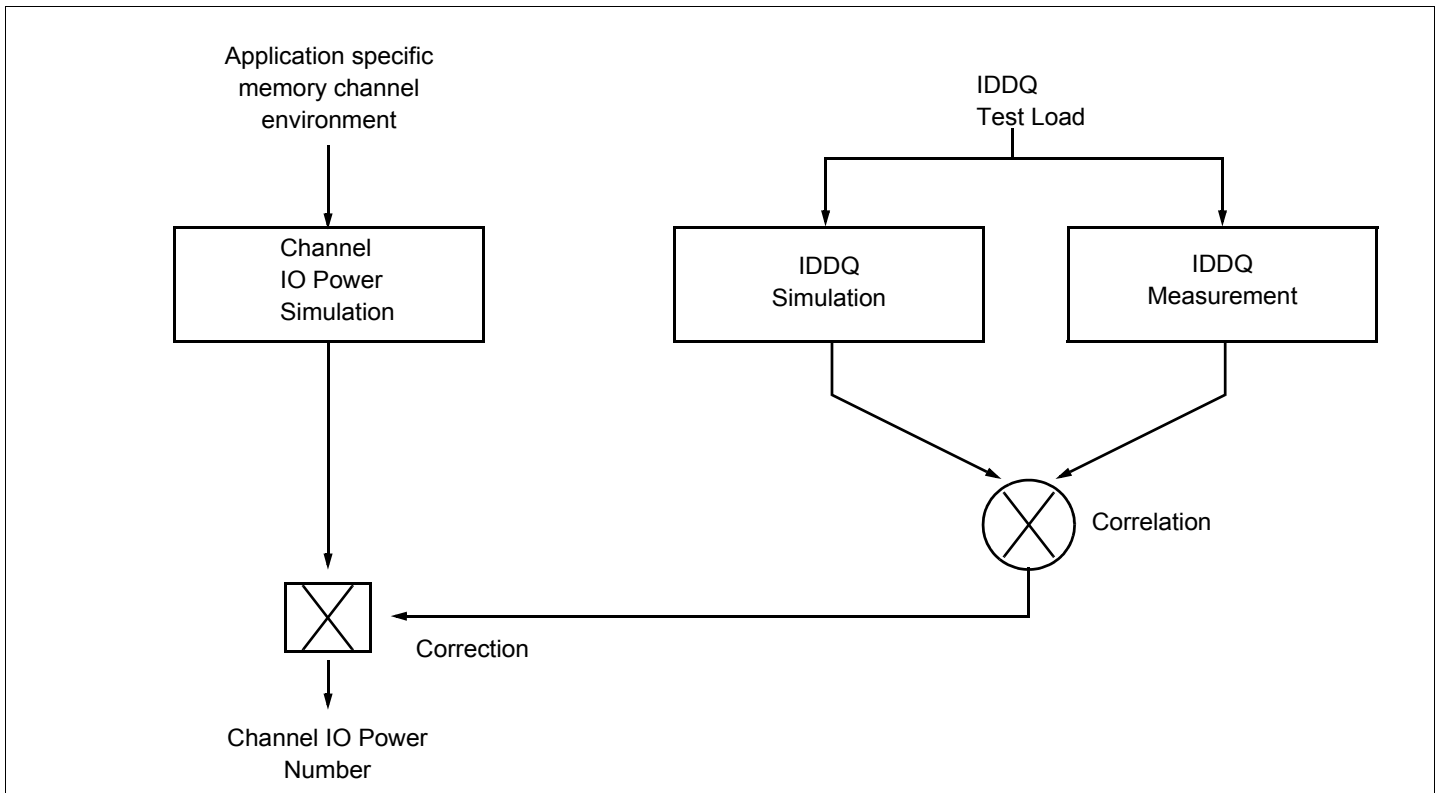 Application specific
memory channel
environment
IDDQ
Test Load
Channel
IO Power
Simulation
IDDQ
Simulation
IDDQ
Measurement
Correlation
Correction
Channel IO Power
Number